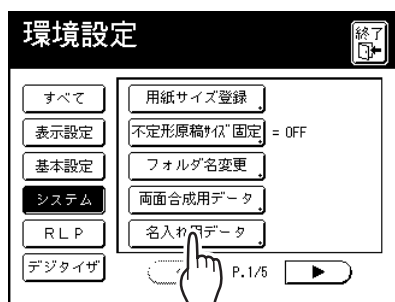 環境設定
終了
すべて
表示設定
基本設定
システム
RLP
デジタイザ
用紙サイズ登録
不定形原稿ｻｲｽﾞ固定 = OFF
フォルダ名変更
両面合成用データ
名入れ用データ
P.1/5